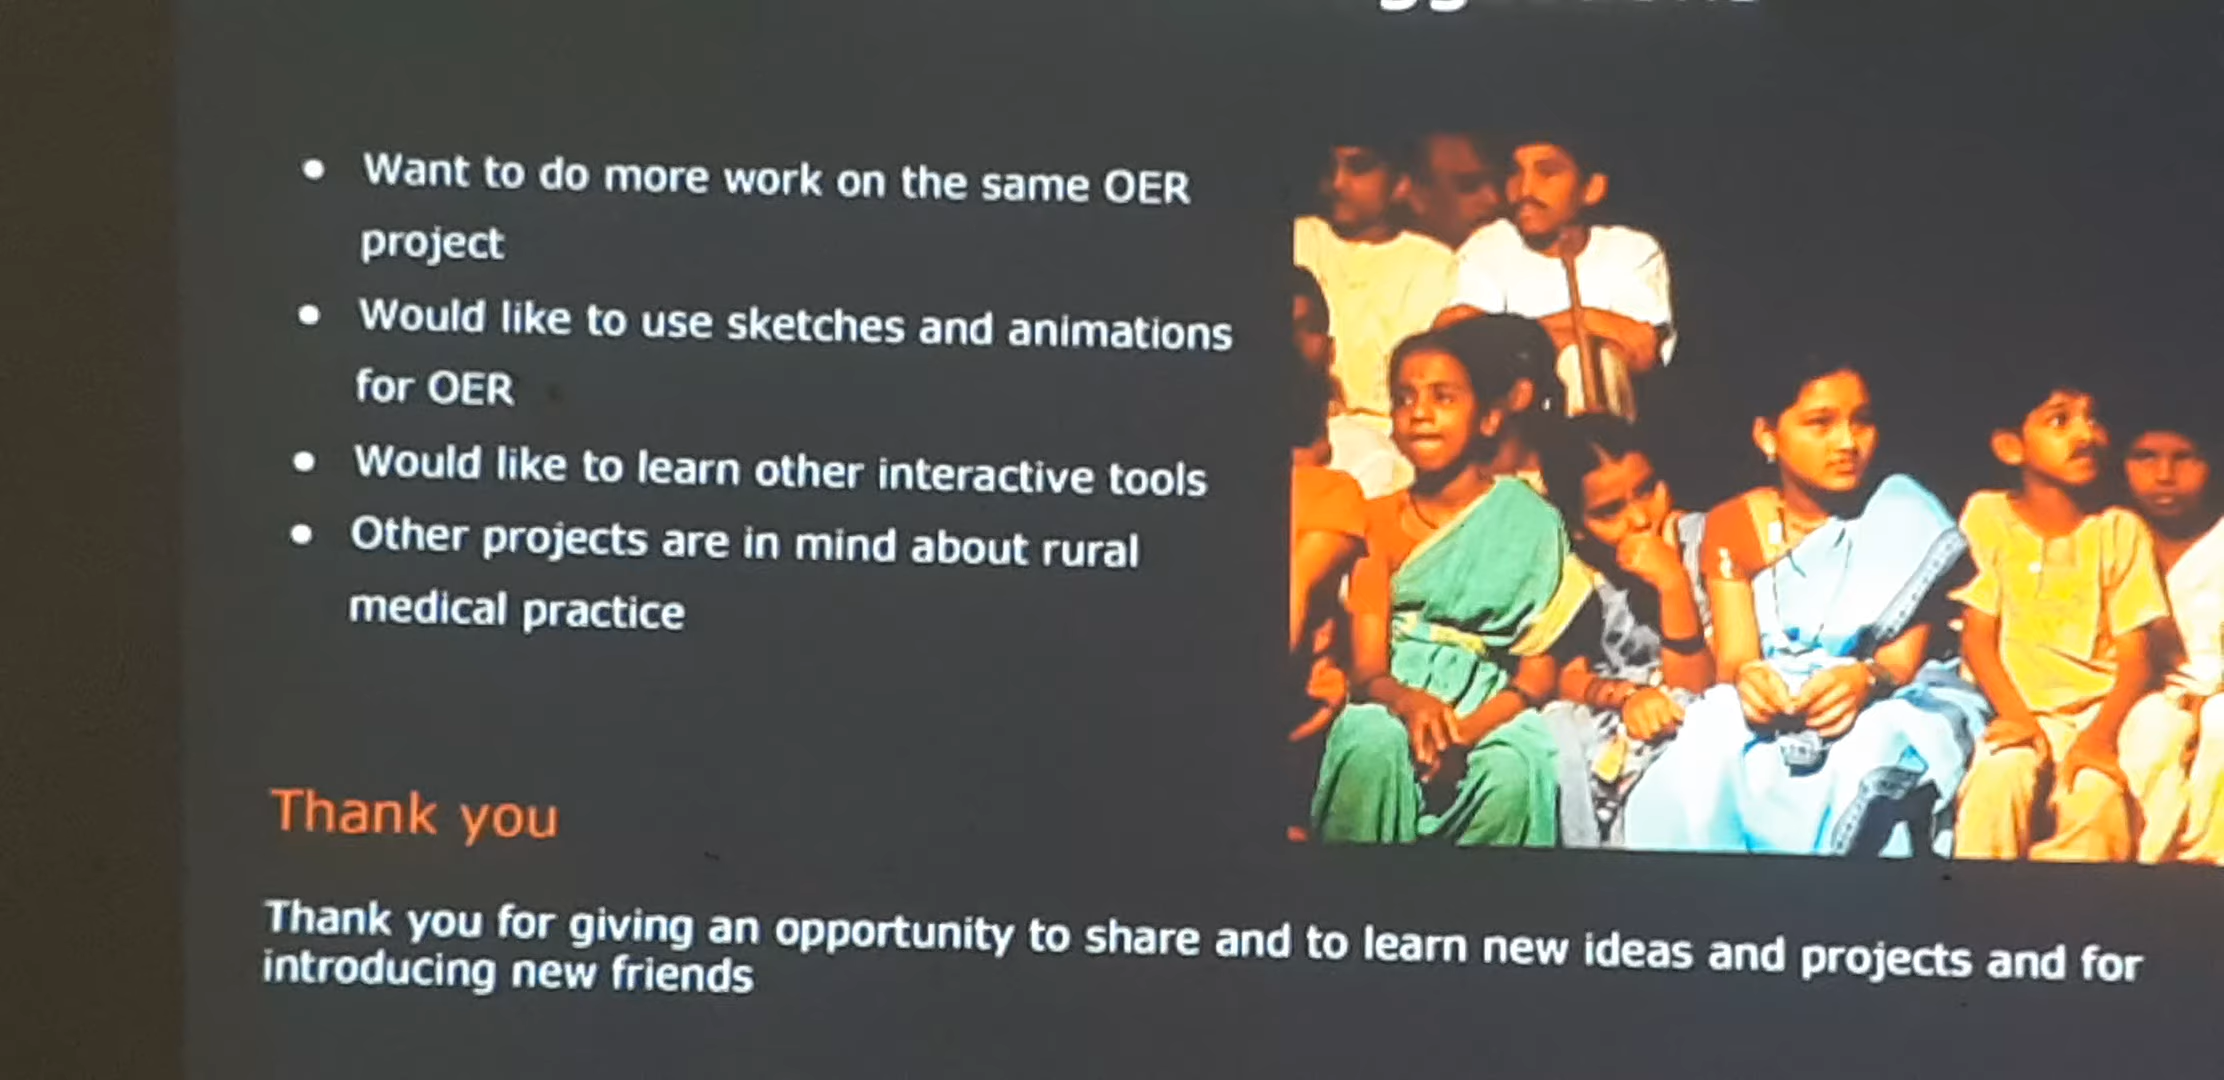 • Want to do more work on the same OER
project
• Would like to use sketches and animations
for OER
• Would like to learn other interactive tools
• Other projects are in mind about rural
medical practice
Thank you
Thank you for giving an opportunity to share and to learn new ideas and projects and for
introducing new friends